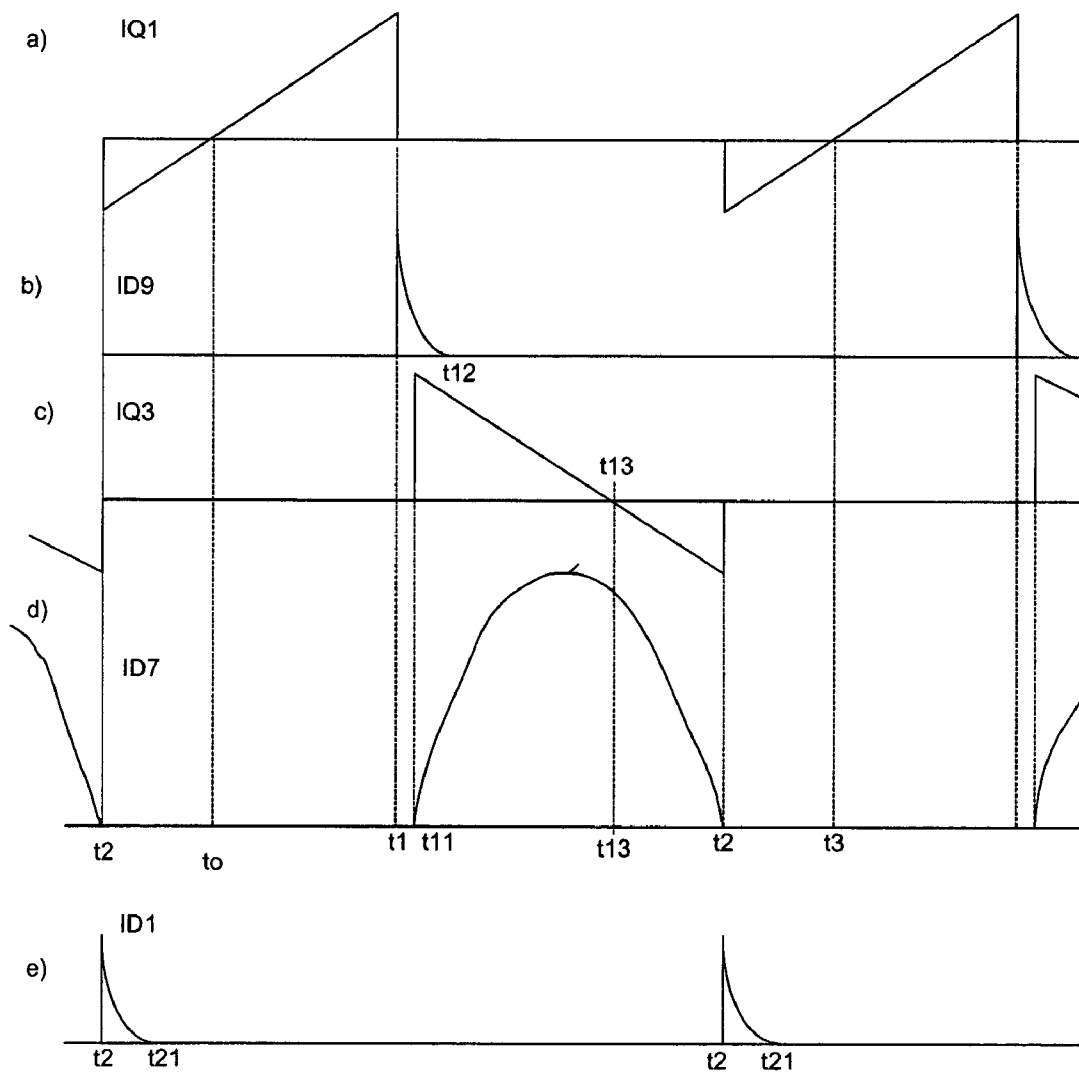 a) IQ1
b) ID9
t12
c) IQ3
t13
d)
ID7
t2 to t1 t11 t13 t2 t3
ID1
e)
t2 t21 t2 t21